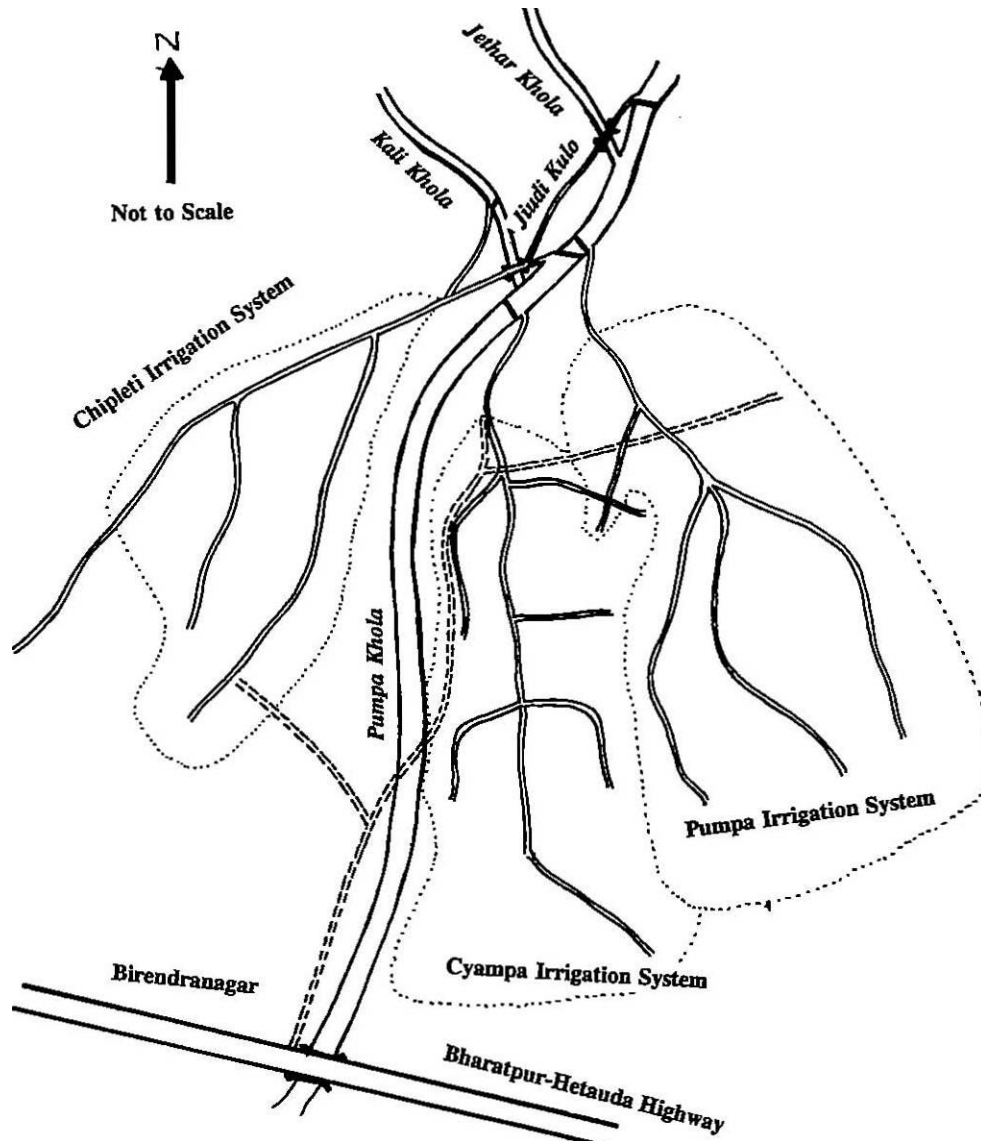 N
Not to Scale
Jethar Khola
Kali Khola
Jiudi Kulo
Chipleti Irrigation System
Pumpa Khola
Pumpa Irrigation System
Cyampa Irrigation System
Birendranagar
Bharatpur-Hetauda Highway